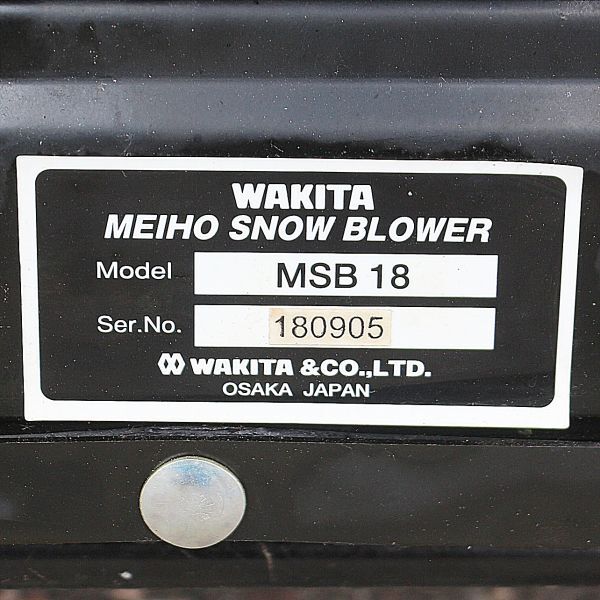 WAKITA
MEIHO SNOW BLOWER
Model MSB 18
Ser.No. 180905
WAKITA &CO.,LTD.
OSAKA JAPAN